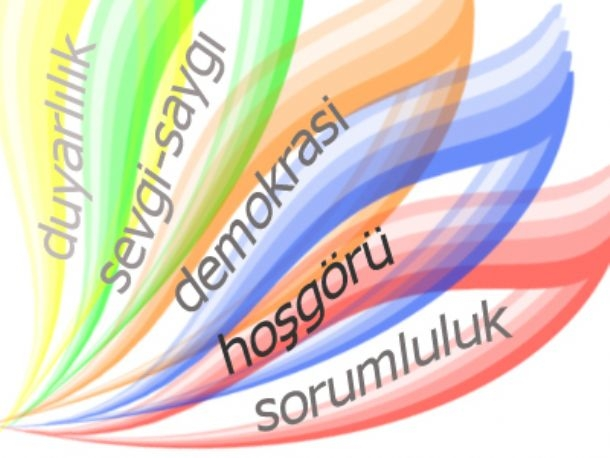 duyarlılık
sevgi-saygı
demokrasi
hoşgörü
sorumluluk